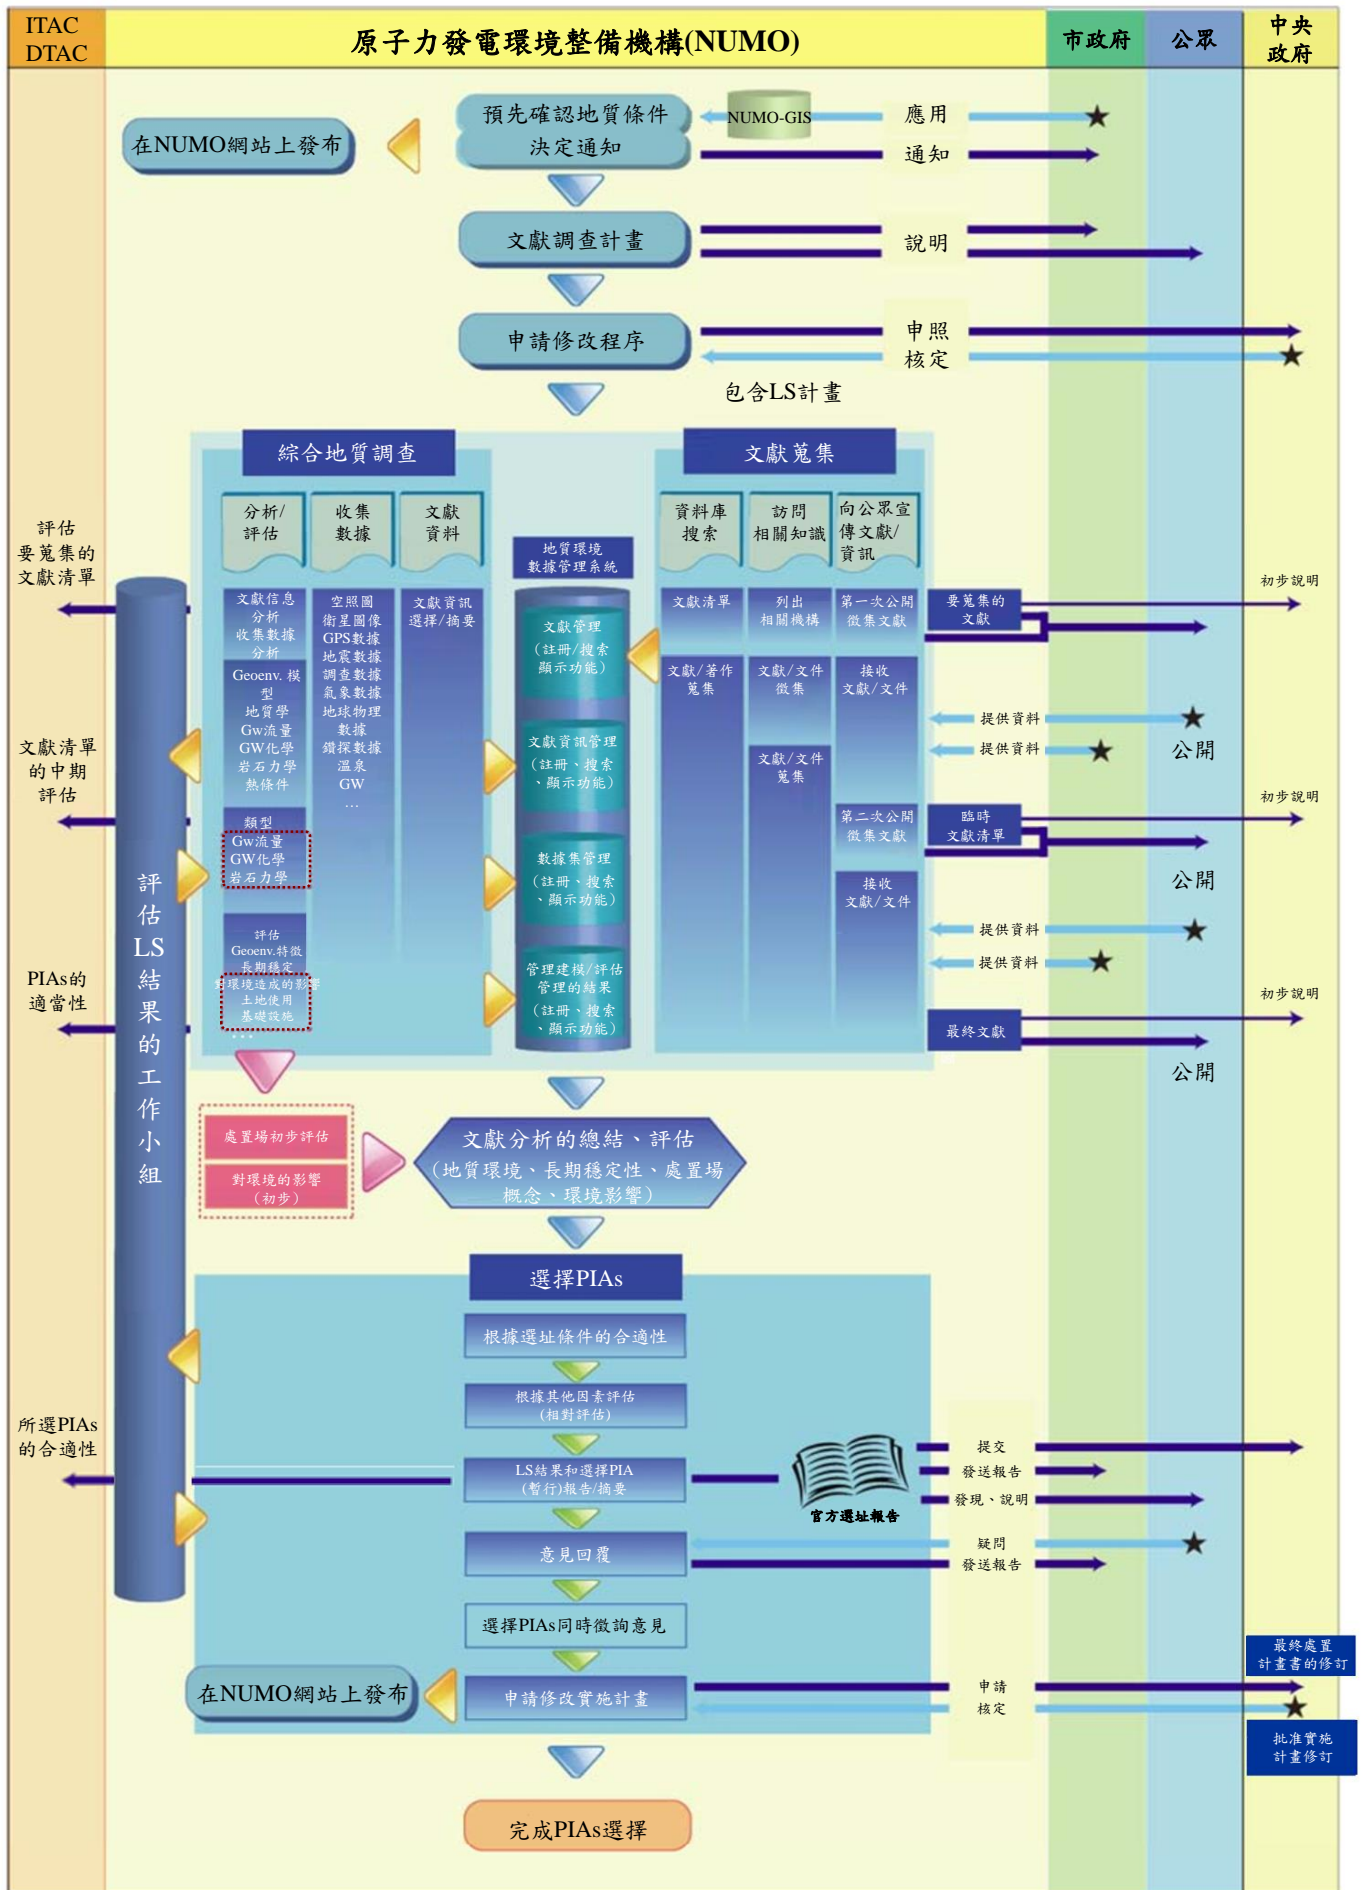 ITAC
DTAC
原子力發電環境整備機構(NUMO)
市政府
公眾
中央
政府
預先確認地質條件
決定通知
NUMO-GIS
應用
通知
在NUMO網站上發布
文獻調查計畫
說明
申請修改程序
申照
核定
包含LS計畫
綜合地質調查
文獻蒐集
分析/
評估
收集
數據
文獻
資料
資料庫
搜索
訪問
相關知識
向公眾宣
傳文獻/
資訊
地質環境
數據管理系統
評估
要蒐集的
文獻清單
文獻清單
的中期
評估
PIAs的
適當性
所選PIAs
的合適性
評
估
LS
結
果
的
工
作
小
組
文獻信息
分析
收集數據
分析
Geoenv. 模
型
地質學
Gw流量
GW化學
岩石力學
熱條件
類型
Gw流量
GW化學
岩石力學
評估
Geoenv.特徵
長期穩定
對環境造成的影響
土地使用
基礎設施
...
空照圖
衛星圖像
GPS數據
地震數據
調查數據
氣象數據
地球物理
數據
鑽探數據
溫泉
GW
...
文獻資訊
選擇/摘要
文獻管理
(註冊/搜索
顯示功能)
文獻資訊管理
(註冊、搜索
、顯示功能)
數據集管理
(註冊、搜索
、顯示功能)
管理建模/評估
管理的結果
(註冊、搜索
、顯示功能)
文獻清單
文獻/著作
蒐集
列出
相關機構
文獻/文件
徵集
文獻/文件
蒐集
第一次公開
徵集文獻
接收
文獻/文件
第二次公開
徵集文獻
接收
文獻/文件
要蒐集的
文獻
初步說明
提供資料
提供資料
公開
臨時
文獻清單
初步說明
公開
提供資料
提供資料
最終文獻
初步說明
公開
處置場初步評估
對環境的影響
(初步)
文獻分析的總結、評估
(地質環境、長期穩定性、處置場
概念、環境影響)
選擇PIAs
根據選址條件的合適性
根據其他因素評估
(相對評估)
LS結果和選擇PIA
(暫行)報告/摘要
官方選址報告
提交
發送報告
發現、說明
意見回覆
疑問
發送報告
選擇PIAs同時徵詢意見
申請修改實施計畫
在NUMO網站上發布
申請
核定
最終處置
計畫書的修訂
批准實施
計畫修訂
完成PIAs選擇